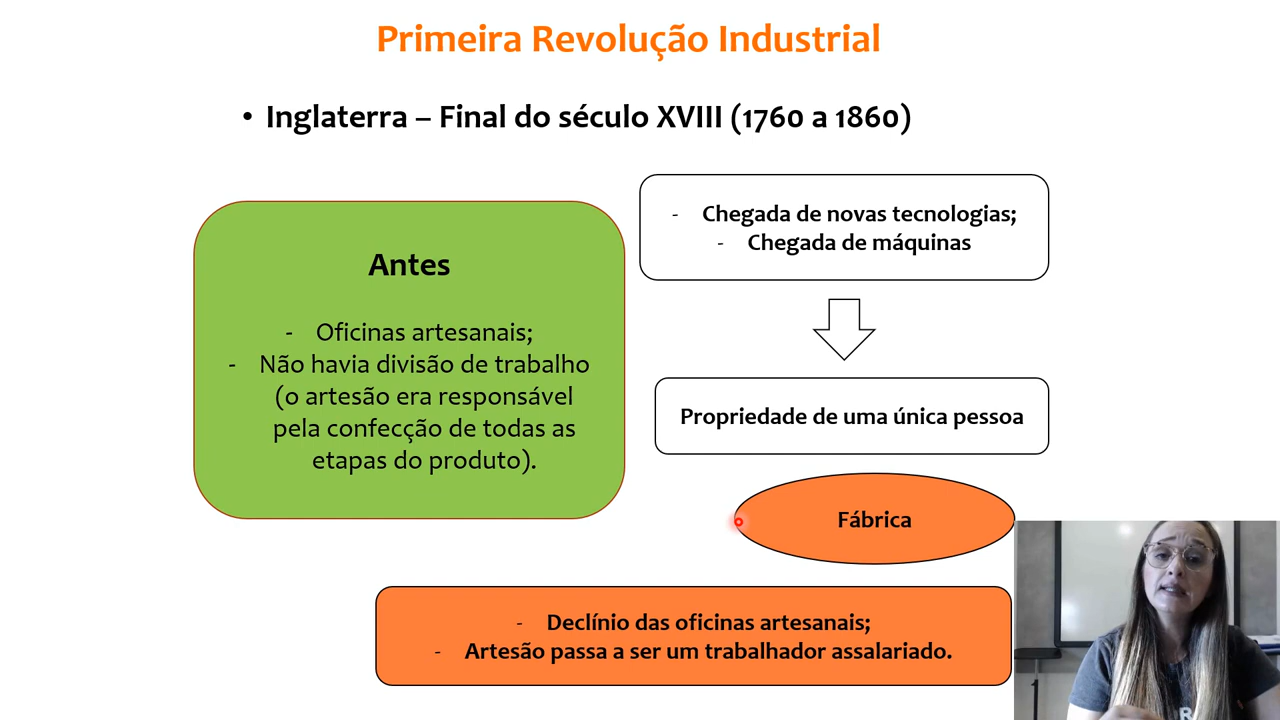 Primeira Revolução Industrial
• Inglaterra – Final do século XVIII (1760 a 1860)
Antes
- Oficinas artesanais;
- Não havia divisão de trabalho
(o artesão era responsável
pela confecção de todas as
etapas do produto).
- Chegada de novas tecnologias;
- Chegada de máquinas
Propriedade de uma única pessoa
Fábrica
- Declínio das oficinas artesanais;
- Artesão passa a ser um trabalhador assalariado.